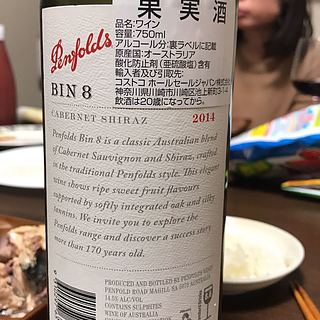 果実酒
品名:ワイン
容量:750ml
アルコール分:裏ラベルに記載
原産国:オーストラリア
酸化防止剤(亜硫酸塩)含有
輸入者及び引取先:
コストコホールセールジャパン株式会社
神奈川県川崎市川崎区池上新町3-1-4
飲酒は20歳になってから。
Penfolds
BIN 8
CABERNET SHIRAZ 2014
Penfolds Bin 8 is a classic Australian blend
of Cabernet Sauvignon and Shiraz, crafted
in the traditional Penfolds style. This elegant
wine shows ripe sweet fruit flavours
supported by softly integrated oak and silky
tannins. We invite you to explore the
Penfolds range and discover a success story
more than 170 years old.
PRODUCED AND BOTTLED BY PENFOLDS WINES
PENFOLD ROAD MAGILL SA 5072 AUSTRALIA
14.5% ALC/VOL
CONTAINS SULPHITES
WINE OF AUSTRALIA